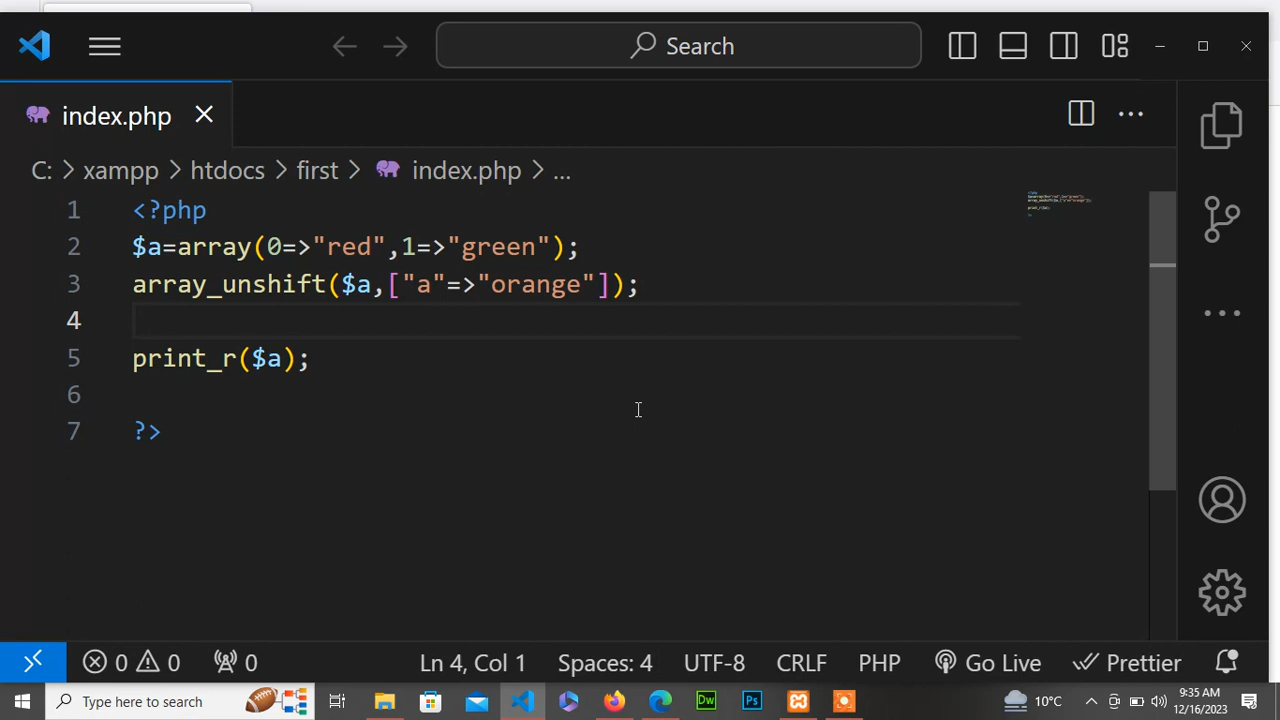 Search
index.php
C: > xampp > htdocs > first > index.php > ...
1 <?php
2 $a=array(0=>"red",1=>"green");
3 array_unshift($a,["a"=>"orange"]);
4
5 print_r($a);
6
7 ?>
0 0 0 Ln 4, Col 1 Spaces: 4 UTF-8 CRLF PHP Go Live Prettier
Type here to search Dw Ps 10°C 9:35 AM
12/16/2023